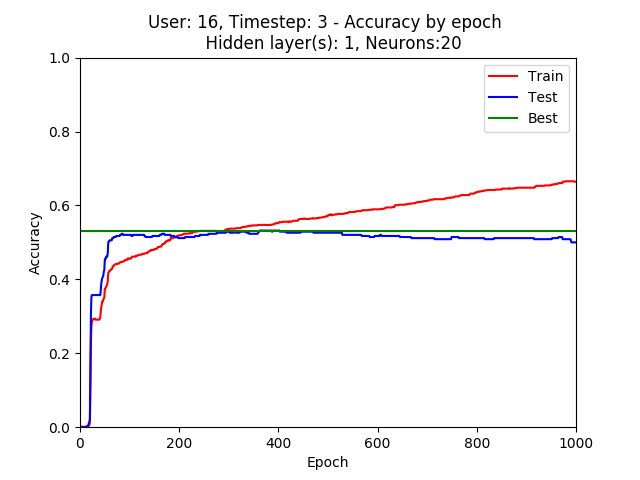 User: 16, Timestep: 3 - Accuracy by epoch
Hidden layer(s): 1, Neurons:20
1.0
Train
Test
Best
0.8
0.6
Accuracy
0.4
0.2
0.0
0 200 400 600 800 1000
Epoch